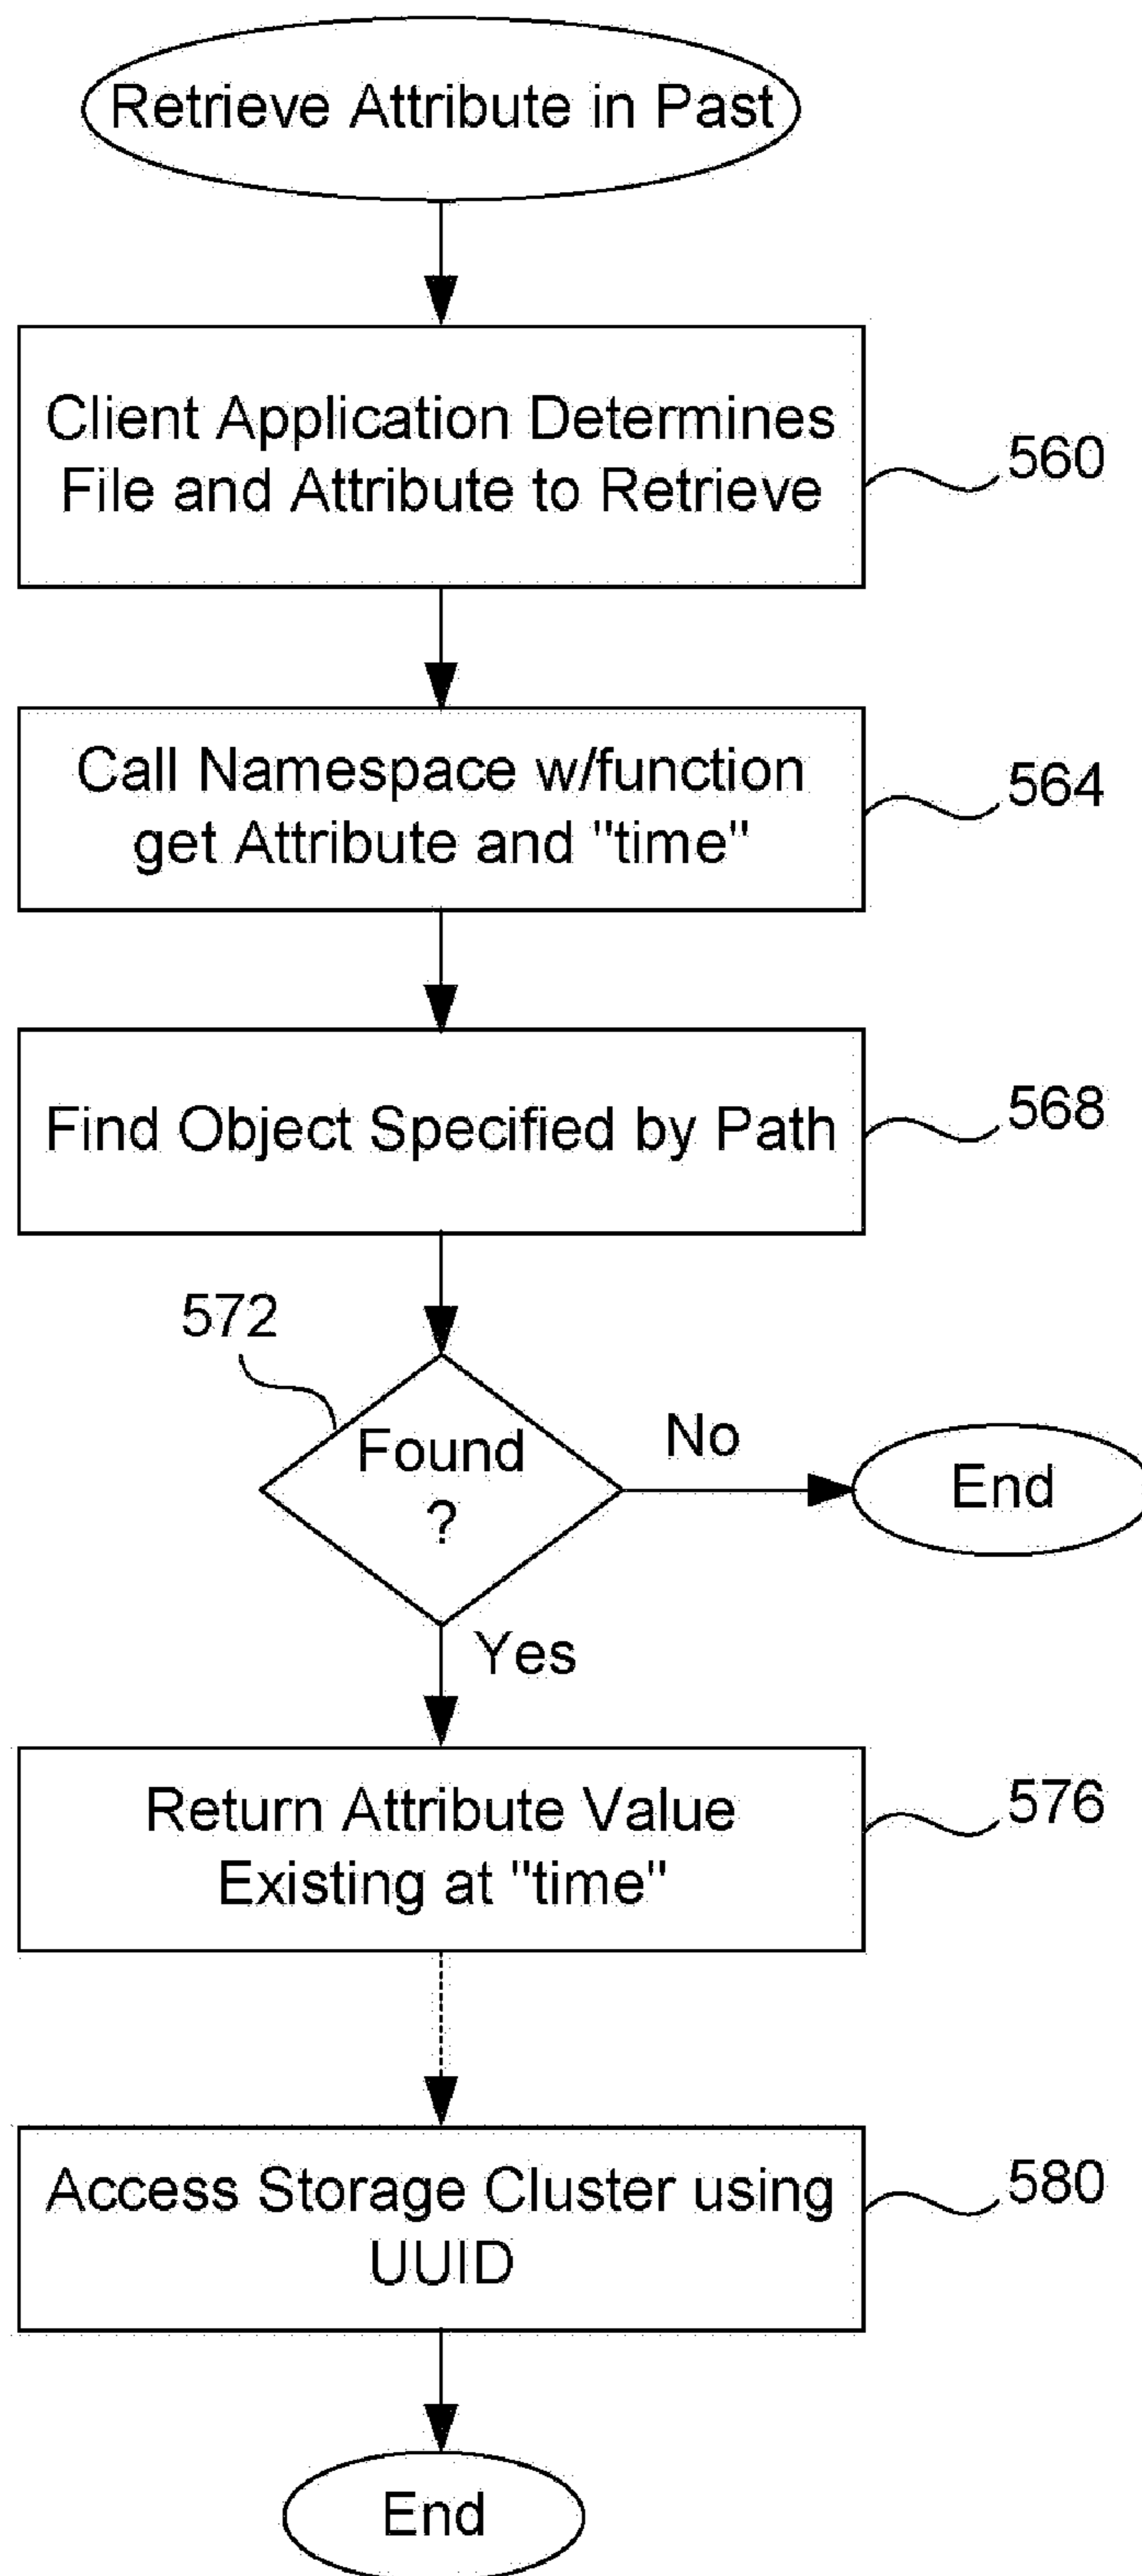 Retrieve Attribute in Past
Client Application Determines
File and Attribute to Retrieve
560
Call Namespace w/function
get Attribute and "time"
564
Find Object Specified by Path
568
572
Found
?
No
End
Yes
Return Attribute Value
Existing at "time"
576
Access Storage Cluster using
UUID
580
End